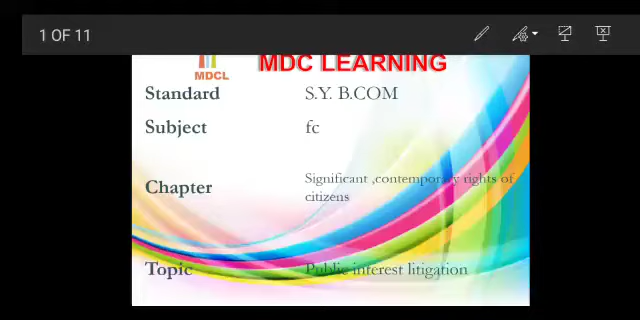 1 OF 11
MDC LEARNING
MDCL
Standard S.Y. B.COM
Subject fc
Chapter Significant ,contemporary rights of
citizens
Topic Public interest litigation